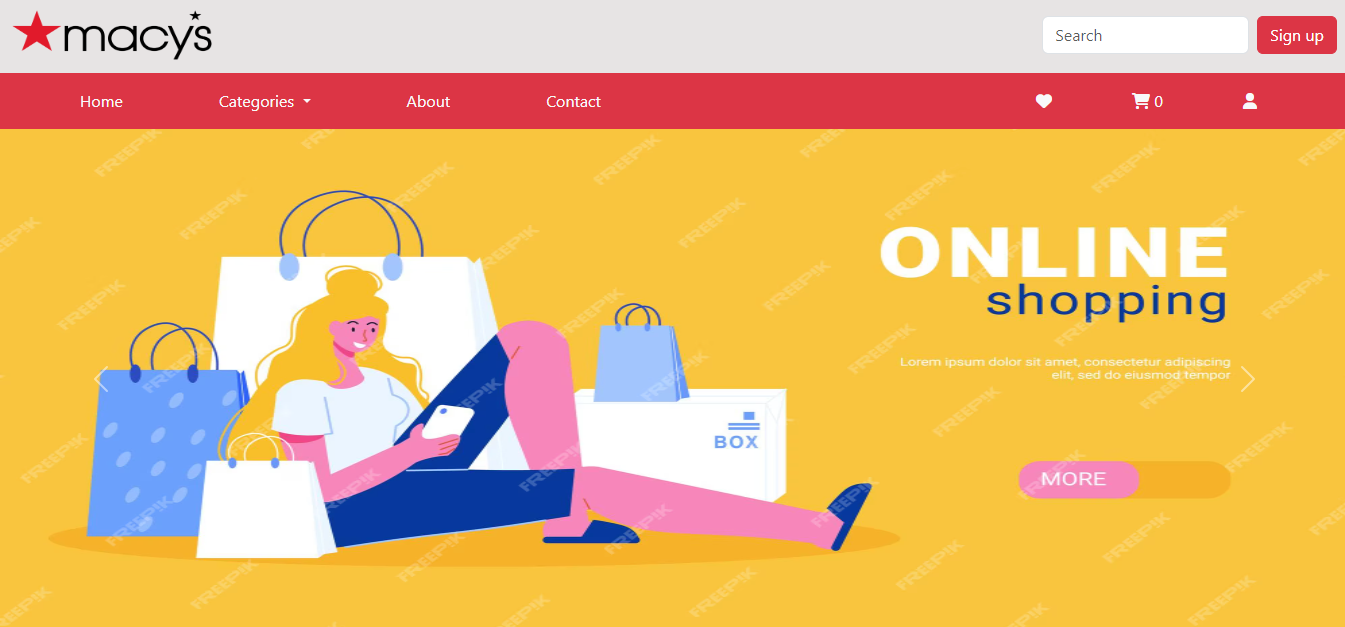 macy's
Search
Sign up
Home
Categories
About
Contact
0
ONLINE
shopping
Lorem ipsum dolor sit amet, consectetur adipiscing
elit, sed do eiusmod tempor
BOX
MORE
FREEPIK